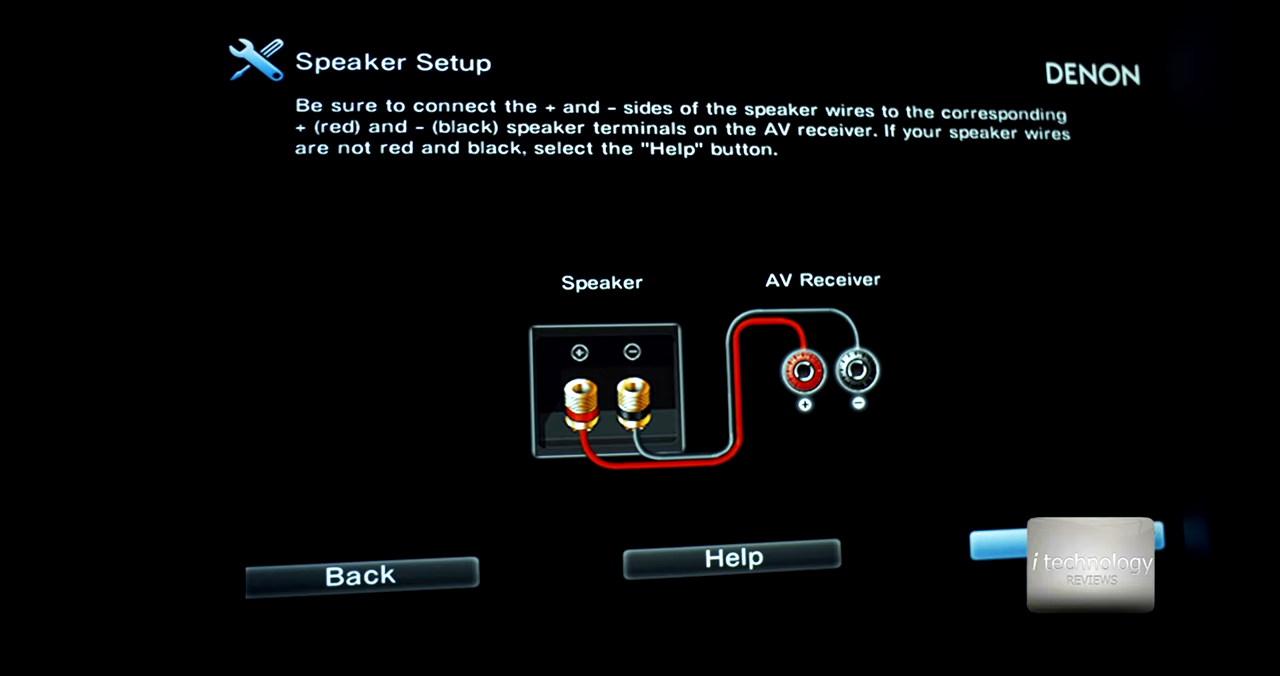 Speaker Setup
DENON
Be sure to connect the + and - sides of the speaker wires to the corresponding
+ (red) and - (black) speaker terminals on the AV receiver. If your speaker wires
are not red and black, select the "Help" button.
Speaker
AV Receiver
+ -
+ -
Back
Help
i technology
REVIEWS